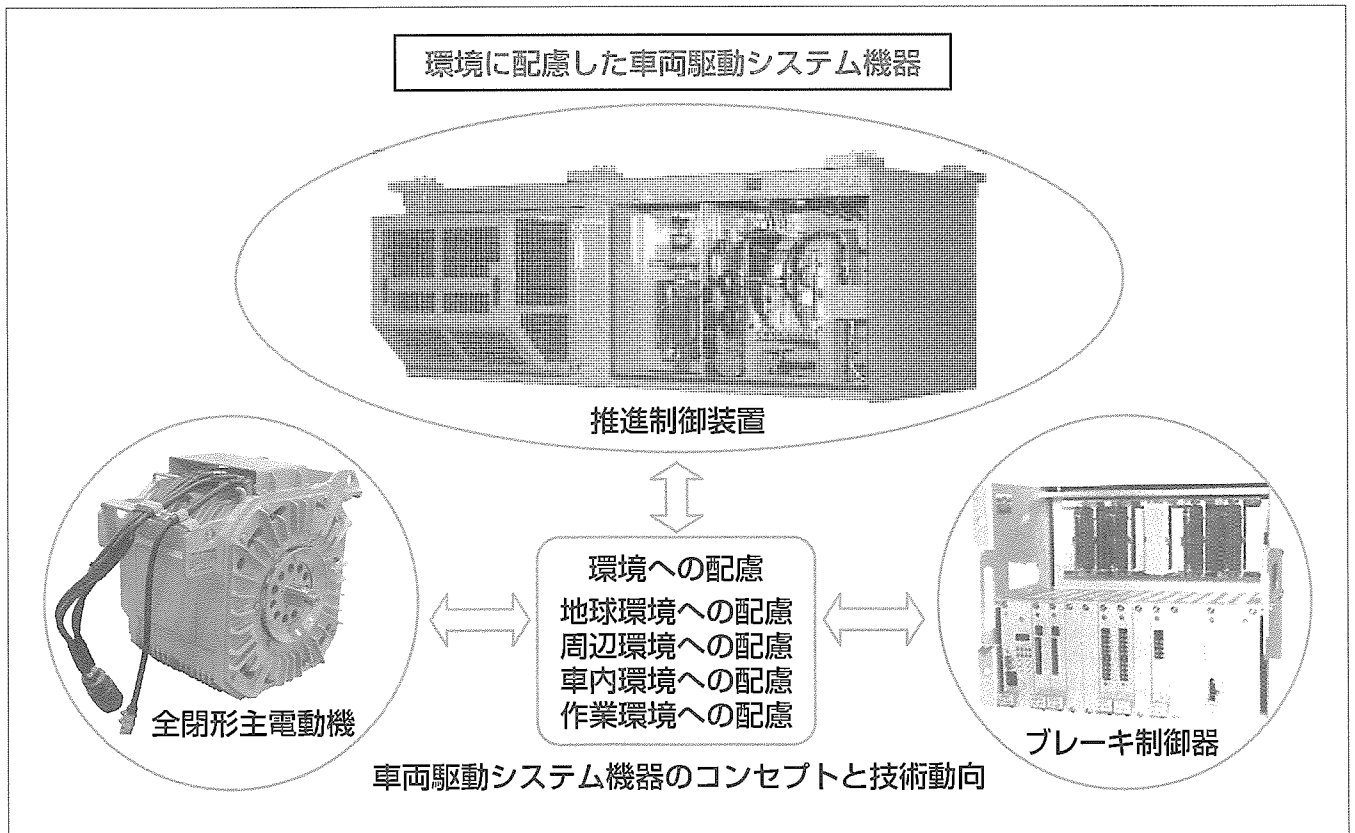 環境に配慮した車両駆動システム機器
推進制御装置
環境への配慮
地球環境への配慮
周辺環境への配慮
車内環境への配慮
作業環境への配慮
全閉形主電動機
ブレーキ制御器
車両駆動システム機器のコンセプトと技術動向